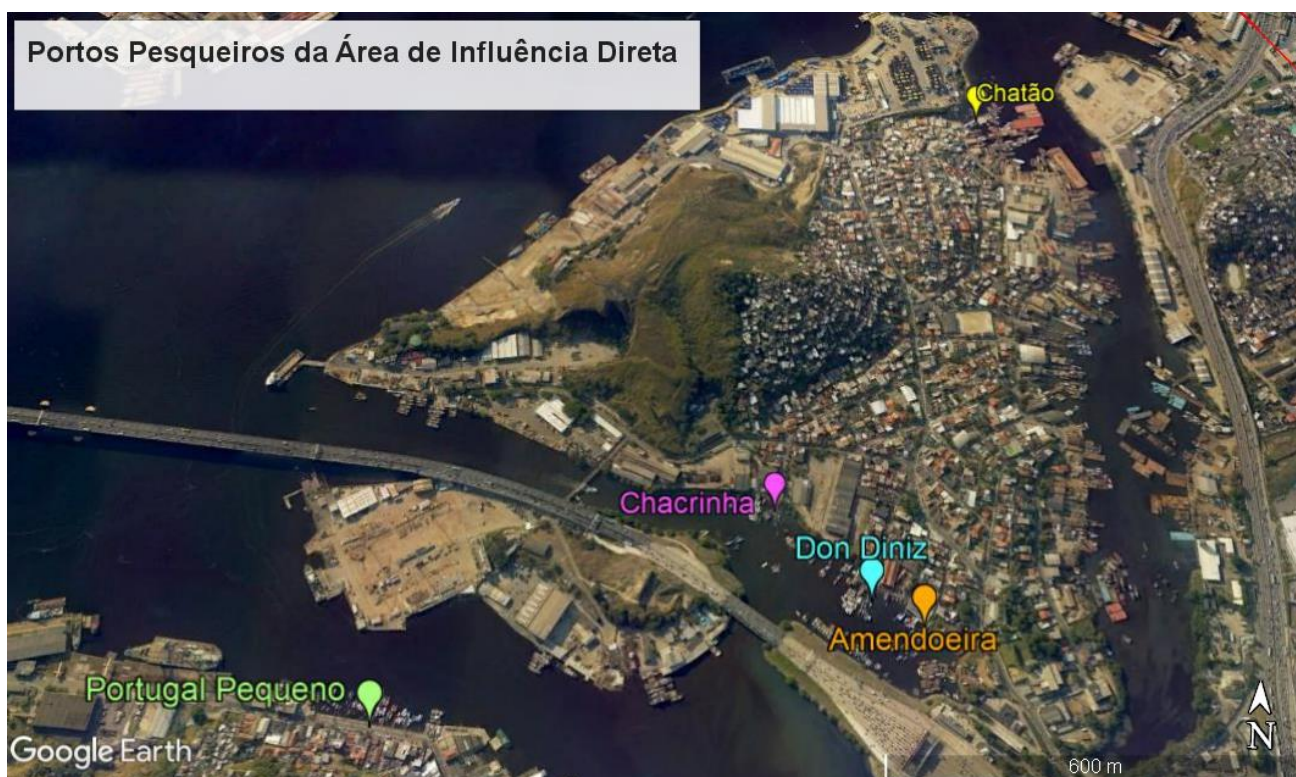 Portos Pesqueiros da Área de Influência Direta
Chatão
Chacrinha
Don Diniz
Amendoeira
Portugal Pequeno
Google Earth
N
600 m